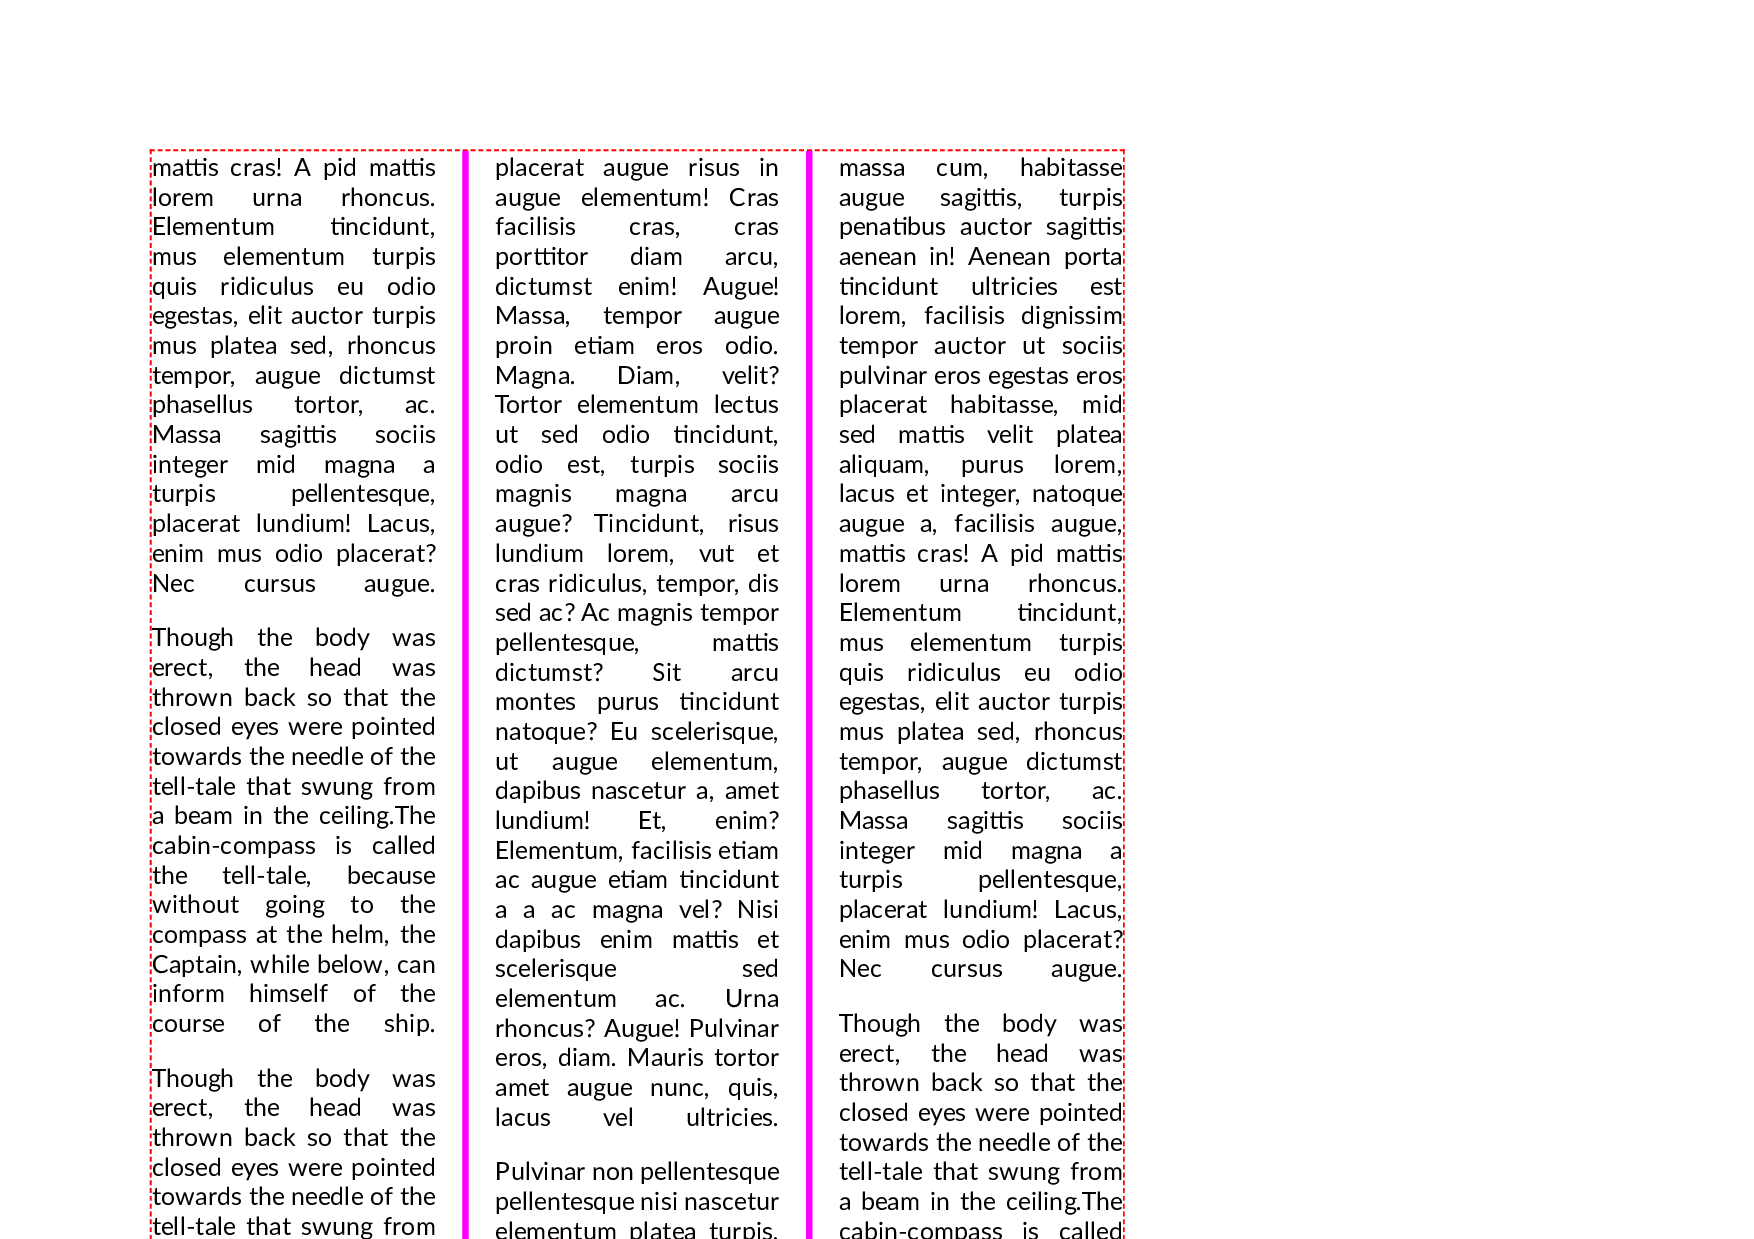 mattis cras! A pid mattis
lorem urna rhoncus.
Elementum tincidunt,
mus elementum turpis
quis ridiculus eu odio
egestas, elit auctor turpis
mus platea sed, rhoncus
tempor, augue dictumst
phasellus tortor, ac.
Massa sagittis sociis
integer mid magna a
turpis pellentesque,
placerat lundium! Lacus,
enim mus odio placerat?
Nec cursus augue.
Though the body was
erect, the head was
thrown back so that the
closed eyes were pointed
towards the needle of the
tell-tale that swung from
a beam in the ceiling.The
cabin-compass is called
the tell-tale, because
without going to the
compass at the helm, the
Captain, while below, can
inform himself of the
course of the ship.
Though the body was
erect, the head was
thrown back so that the
closed eyes were pointed
towards the needle of the
tell-tale that swung from
placerat augue risus in
augue elementum! Cras
facilisis cras, cras
porttitor diam arcu,
dictumst enim! Augue!
Massa, tempor augue
proin etiam eros odio.
Magna. Diam, velit?
Tortor elementum lectus
ut sed odio tincidunt,
odio est, turpis sociis
magnis magna arcu
augue? Tincidunt, risus
lundium lorem, vut et
cras ridiculus, tempor, dis
sed ac? Ac magnis tempor
pellentesque, mattis
dictumst? Sit arcu
montes purus tincidunt
natoque? Eu scelerisque,
ut augue elementum,
dapibus nascetur a, amet
lundium! Et, enim?
Elementum, facilisis etiam
ac augue etiam tincidunt
a a ac magna vel? Nisi
dapibus enim mattis et
scelerisque sed
elementum ac. Urna
rhoncus? Augue! Pulvinar
eros, diam. Mauris tortor
amet augue nunc, quis,
lacus vel ultricies.
Pulvinar non pellentesque
pellentesque nisi nascetur
elementum platea turpis.
massa cum, habitasse
augue sagittis, turpis
penatibus auctor sagittis
aenean in! Aenean porta
tincidunt ultricies est
lorem, facilisis dignissim
tempor auctor ut sociis
pulvinar eros egestas eros
placerat habitasse, mid
sed mattis velit platea
aliquam, purus lorem,
lacus et integer, natoque
augue a, facilisis augue,
mattis cras! A pid mattis
lorem urna rhoncus.
Elementum tincidunt,
mus elementum turpis
quis ridiculus eu odio
egestas, elit auctor turpis
mus platea sed, rhoncus
tempor, augue dictumst
phasellus tortor, ac.
Massa sagittis sociis
integer mid magna a
turpis pellentesque,
placerat lundium! Lacus,
enim mus odio placerat?
Nec cursus augue.
Though the body was
erect, the head was
thrown back so that the
closed eyes were pointed
towards the needle of the
tell-tale that swung from
a beam in the ceiling.The
cabin-compass is called